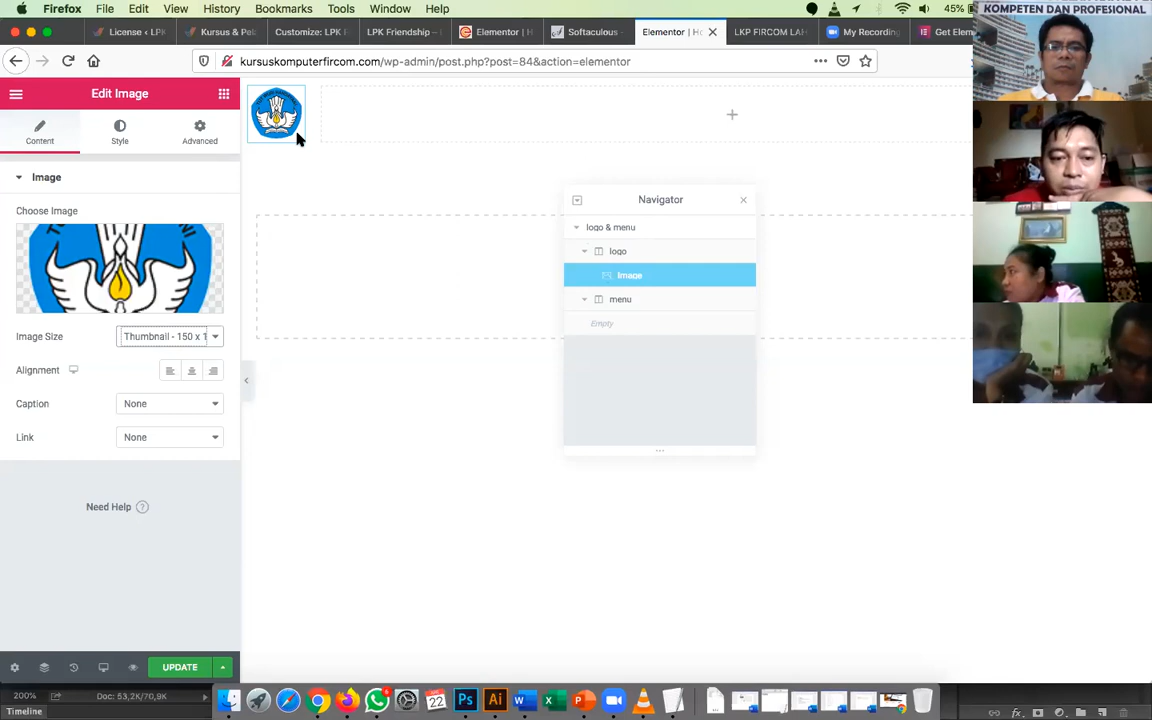 Firefox File Edit View History Bookmarks Tools Window Help
45%
KOMPETEN DAN PROFESIONAL
License ‹ LPK
Kursus & Pel
Customize: LPK F
LPK Friendship –
Elementor | H
Softaculous
Elementor | Ho
LKP FIRCOM LAH
My Recording
Get Elem
kursuskomputerfircom.com/wp-admin/post.php?post=84&action=elementor
Edit Image
Content
Style
Advanced
Image
Choose Image
Image Size
Thumbnail - 150 x 1
Alignment
Caption
None
Link
None
Need Help
UPDATE
Navigator
logo & menu
logo
Image
menu
Empty
200%
Doc: 53,2K/70,9K
Timeline